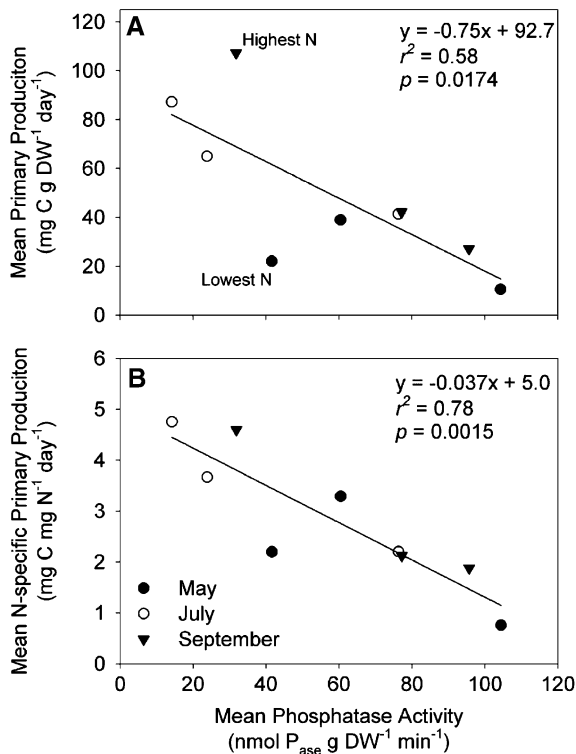 A
Highest N
y = -0.75x + 92.7
r² = 0.58
p = 0.0174
Lowest N
Mean Primary Produciton
(mg C g DW⁻¹ day⁻¹)
120
100
80
60
40
20
0
B
y = -0.037x + 5.0
r² = 0.78
p = 0.0015
Mean N-specific Primary Produciton
(mg C mg N⁻¹ day⁻¹)
6
5
4
3
2
1
0
May
July
September
0 20 40 60 80 100 120
Mean Phosphatase Activity
(nmol Pase g DW⁻¹ min⁻¹)